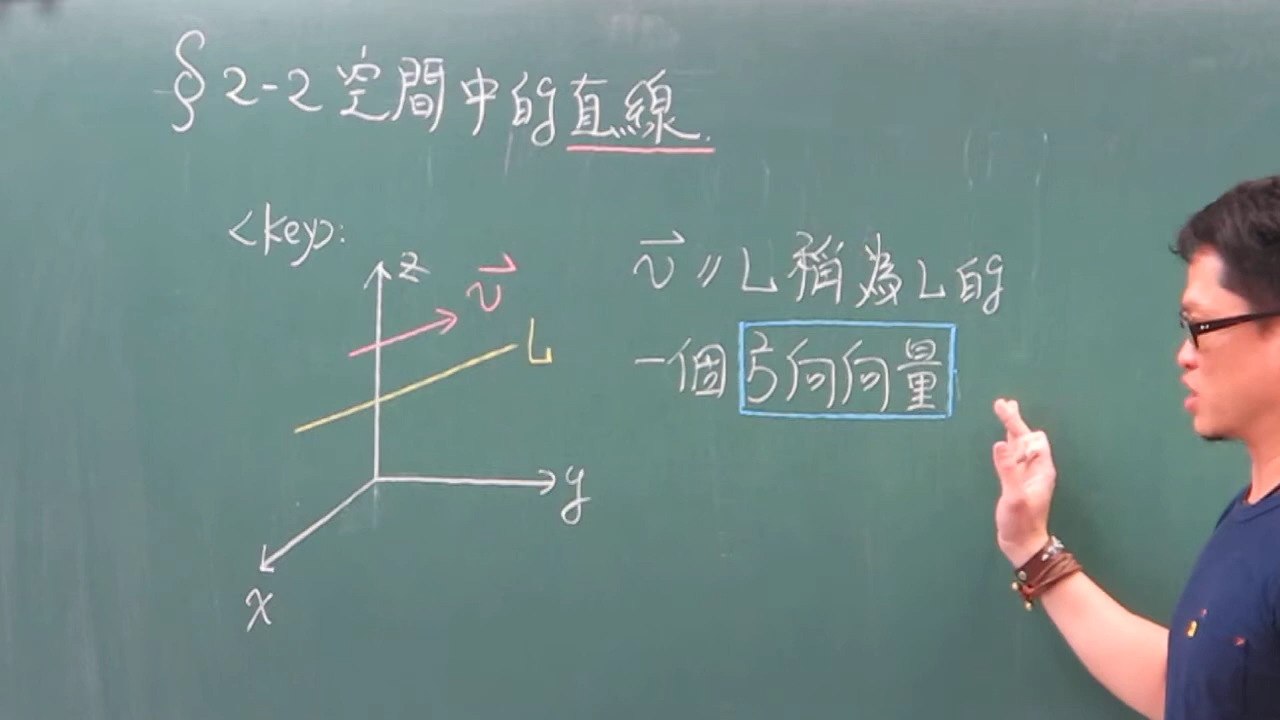 §2-2 空間中的直線.
<key>:
z
v⃗
L
y
x
v⃗ // L 稱為 L 的
一個方向向量